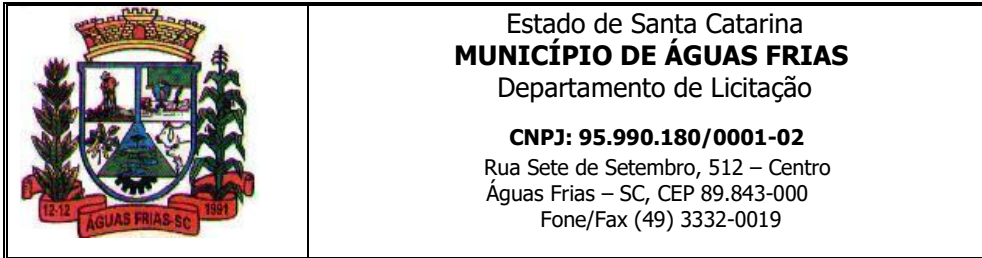 12-12
ÁGUAS FRIAS-SC
1991
Estado de Santa Catarina
MUNICÍPIO DE ÁGUAS FRIAS
Departamento de Licitação
CNPJ: 95.990.180/0001-02
Rua Sete de Setembro, 512 – Centro
Águas Frias – SC, CEP 89.843-000
Fone/Fax (49) 3332-0019